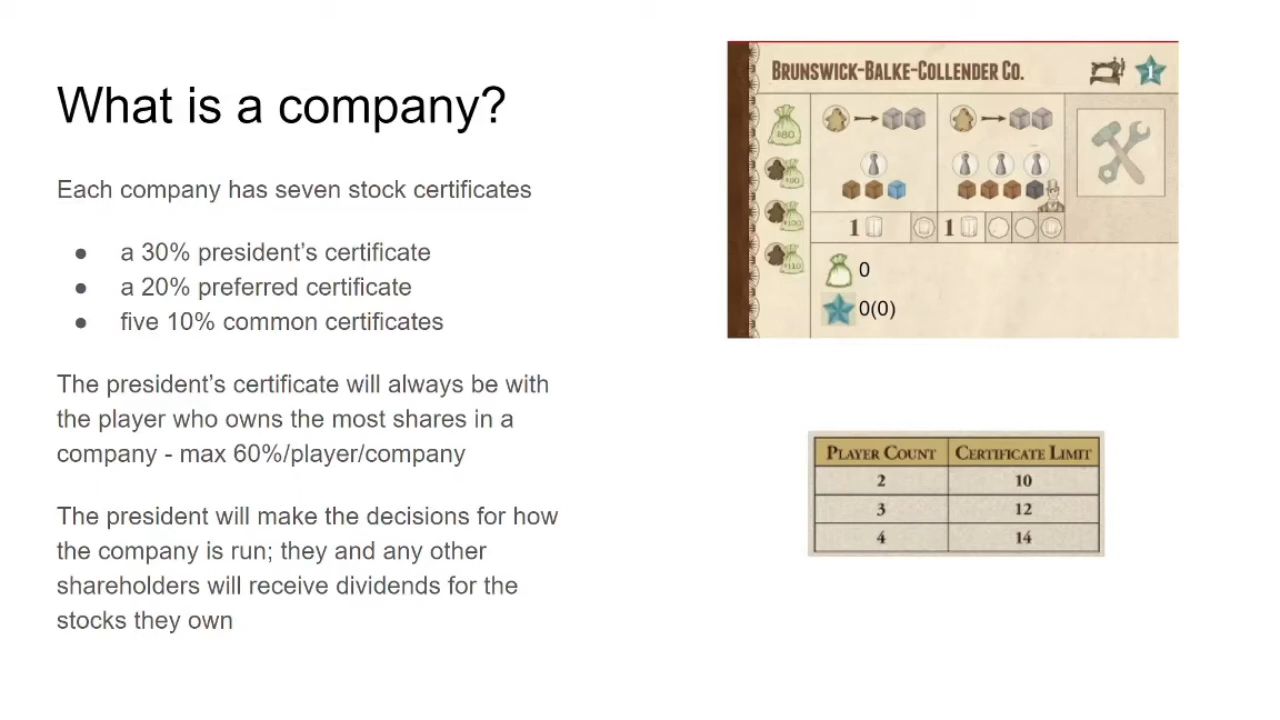 What is a company?
Each company has seven stock certificates
● a 30% president’s certificate
● a 20% preferred certificate
● five 10% common certificates
The president’s certificate will always be with
the player who owns the most shares in a
company - max 60%/player/company
The president will make the decisions for how
the company is run; they and any other
shareholders will receive dividends for the
stocks they own
BRUNSWICK-BALKE-COLLENDER CO.
1
$80
1
1
0
0(0)
PLAYER COUNT CERTIFICATE LIMIT
2 10
3 12
4 14